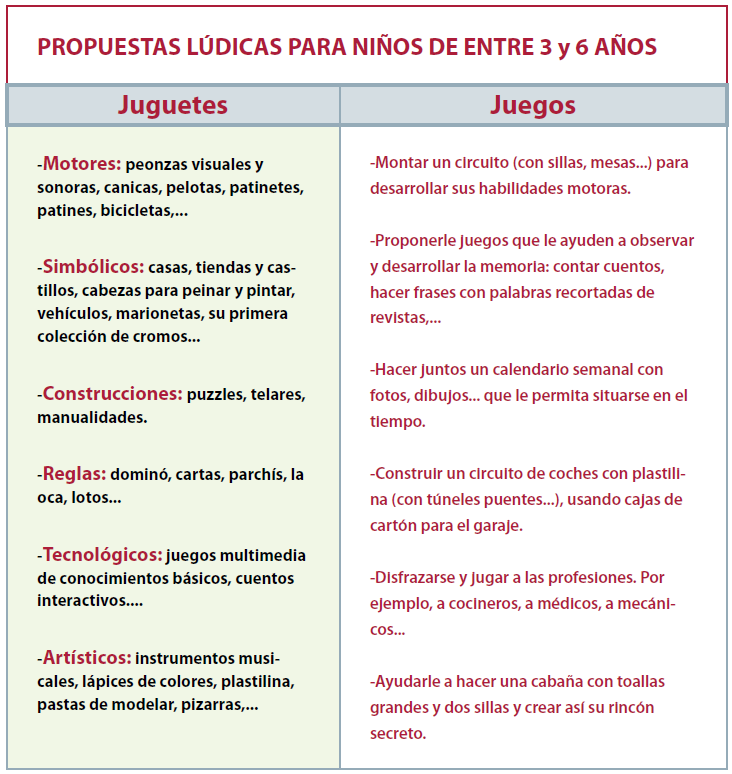 PROPUESTAS LÚDICAS PARA NIÑOS DE ENTRE 3 y 6 AÑOS
Juguetes
-Motores: peonzas visuales y
sonoras, canicas, pelotas, patinetes,
patines, bicicletas,...
-Simbólicos: casas, tiendas y cas-
tillos, cabezas para peinar y pintar,
vehículos, marionetas, su primera
colección de cromos...
-Construcciones: puzzles, telares,
manualidades.
-Reglas: dominó, cartas, parchís, la
oca, lotos...
-Tecnológicos: juegos multimedia
de conocimientos básicos, cuentos
interactivos....
-Artísticos: instrumentos musi-
cales, lápices de colores, plastilina,
pastas de modelar, pizarras,...
Juegos
-Montar un circuito (con sillas, mesas...) para
desarrollar sus habilidades motoras.
-Proponerle juegos que le ayuden a observar
y desarrollar la memoria: contar cuentos,
hacer frases con palabras recortadas de
revistas,...
-Hacer juntos un calendario semanal con
fotos, dibujos... que le permita situarse en el
tiempo.
-Construir un circuito de coches con plastili-
na (con túneles puentes...), usando cajas de
cartón para el garaje.
-Disfrazarse y jugar a las profesiones. Por
ejemplo, a cocineros, a médicos, a mecáni-
cos...
-Ayudarle a hacer una cabaña con toallas
grandes y dos sillas y crear así su rincón
secreto.